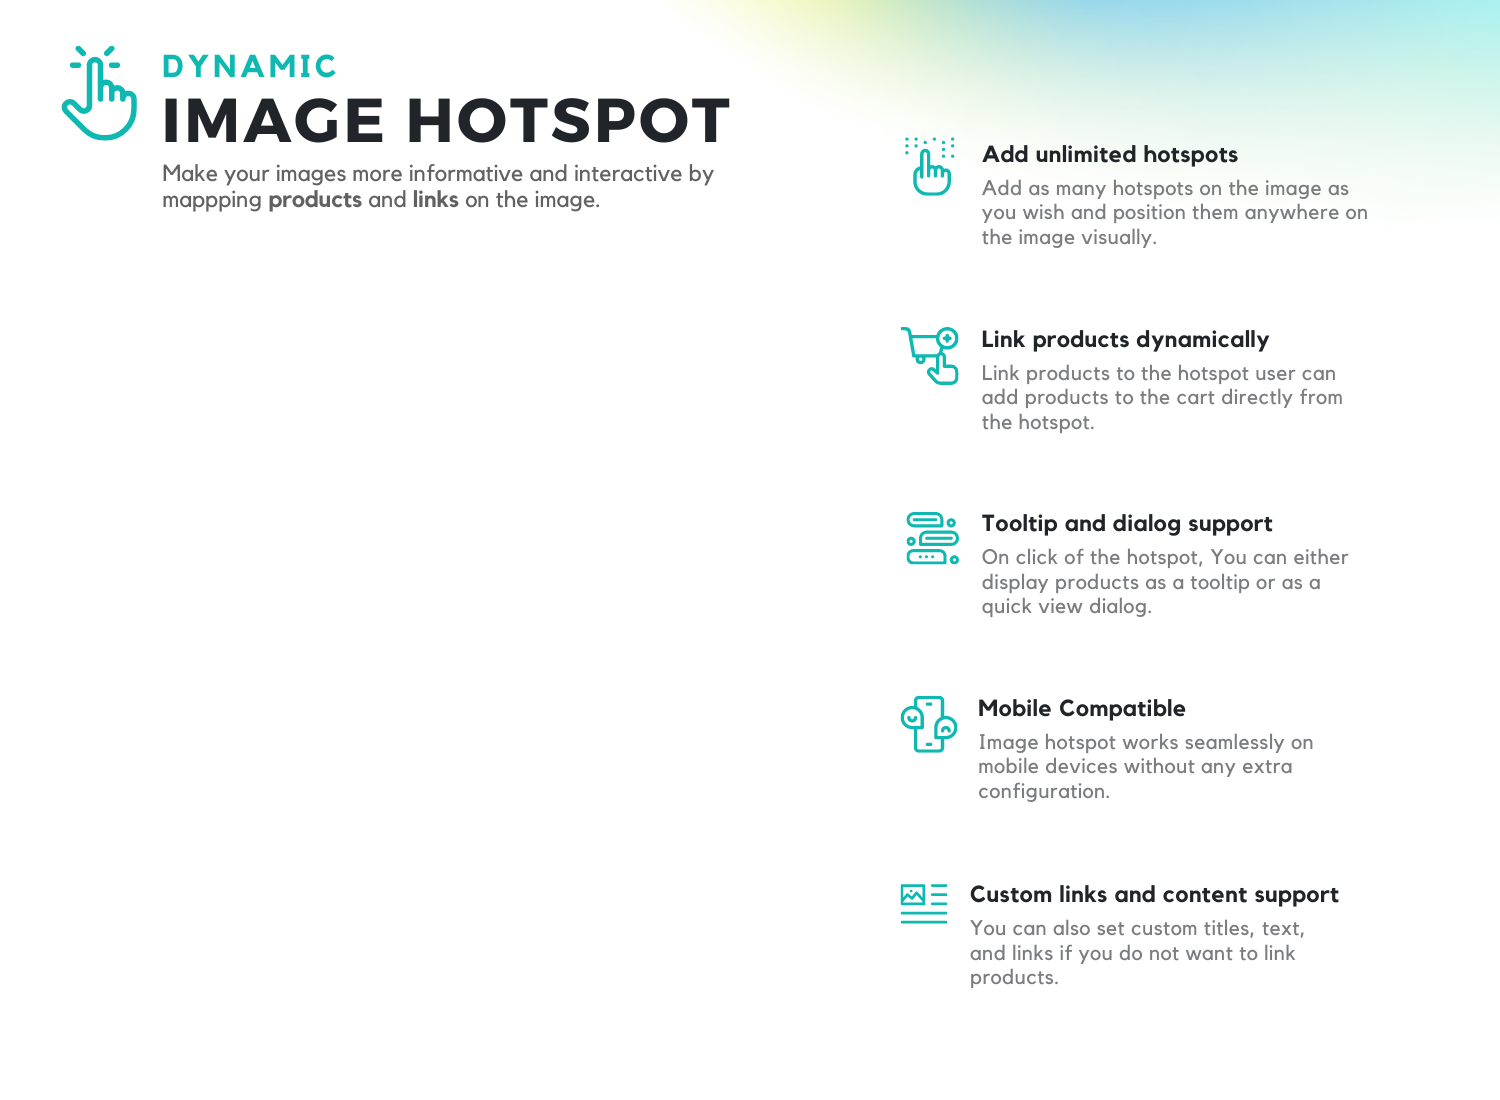 DYNAMIC
IMAGE HOTSPOT
Make your images more informative and interactive by
mappping products and links on the image.
Add unlimited hotspots
Add as many hotspots on the image as
you wish and position them anywhere on
the image visually.
Link products dynamically
Link products to the hotspot user can
add products to the cart directly from
the hotspot.
Tooltip and dialog support
On click of the hotspot, You can either
display products as a tooltip or as a
quick view dialog.
Mobile Compatible
Image hotspot works seamlessly on
mobile devices without any extra
configuration.
Custom links and content support
You can also set custom titles, text,
and links if you do not want to link
products.